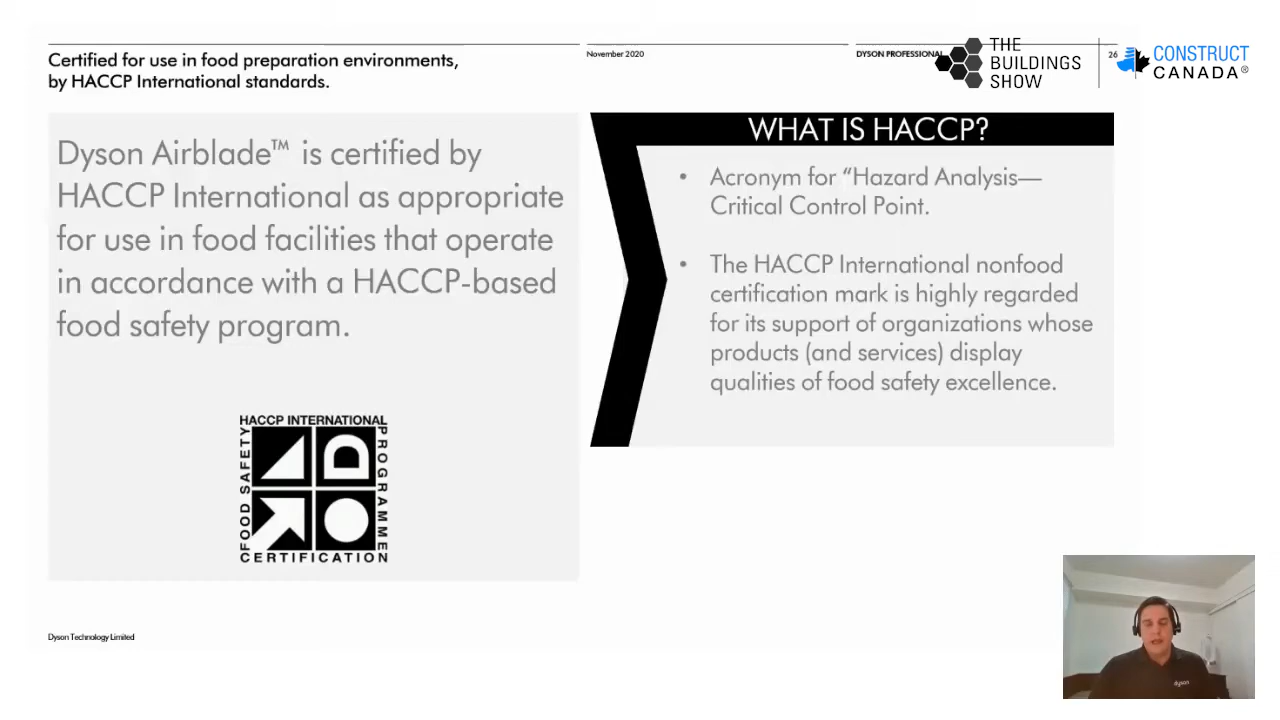 Certified for use in food preparation environments,
by HACCP International standards.
November 2020
DYSON PROFESSIONAL
26
THE
BUILDINGS
SHOW
CONSTRUCT
CANADA®
Dyson Airblade™ is certified by
HACCP International as appropriate
for use in food facilities that operate
in accordance with a HACCP-based
food safety program.
HACCP INTERNATIONAL
FOOD SAFETY
PROGRAMME
CERTIFICATION
WHAT IS HACCP?
• Acronym for “Hazard Analysis—
Critical Control Point.
• The HACCP International nonfood
certification mark is highly regarded
for its support of organizations whose
products (and services) display
qualities of food safety excellence.
Dyson Technology Limited
dyson